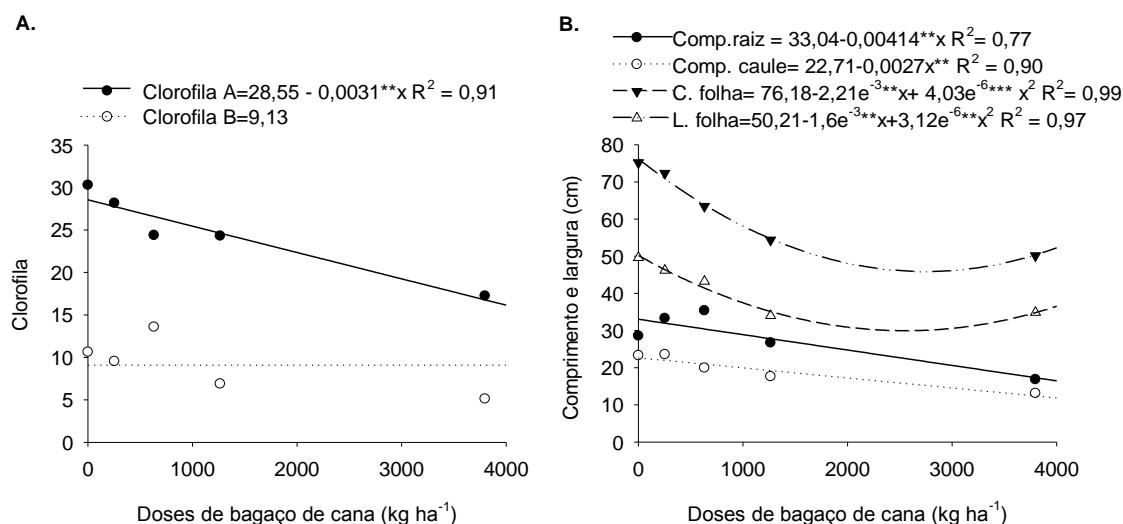 A.
Clorofila A=28,55 - 0,0031**x R² = 0,91
Clorofila B=9,13
Clorofila
35
30
25
20
15
10
5
0
0 1000 2000 3000 4000
Doses de bagaço de cana (kg ha⁻¹)
B.
Comp.raiz = 33,04-0,00414**x R²= 0,77
Comp. caule= 22,71-0,0027x** R²= 0,90
C. folha= 76,18-2,21e⁻³**x+ 4,03e⁻⁶*** x² R²= 0,99
L. folha=50,21-1,6e⁻³**x+3,12e⁻⁶**x² R² = 0,97
Comprimento e largura (cm)
80
70
60
50
40
30
20
10
0
0 1000 2000 3000 4000
Doses de bagaço de cana (kg ha⁻¹)